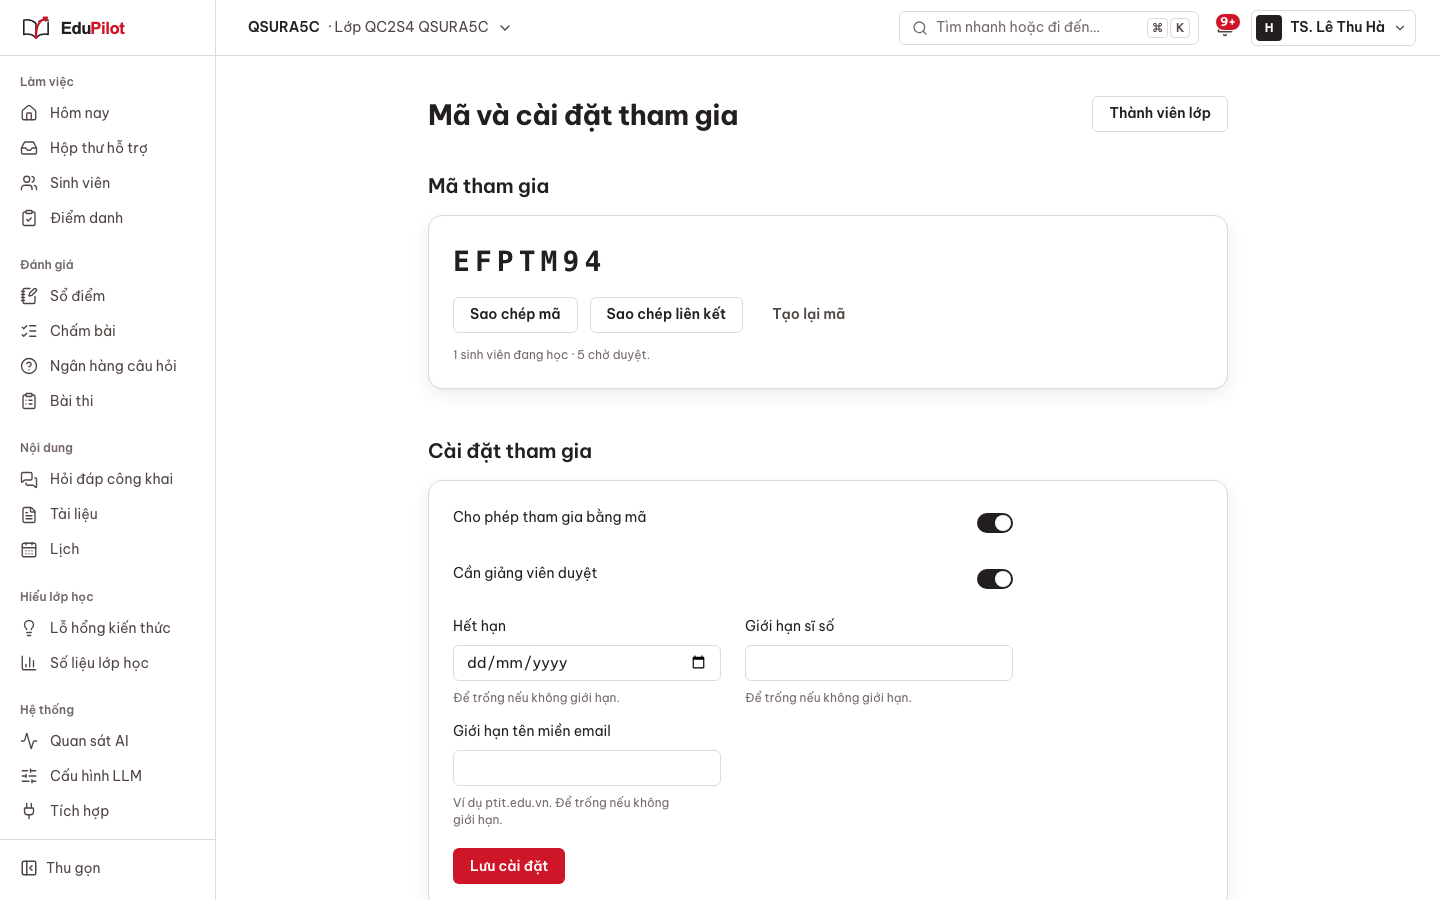 EduPilot
QSURA5C · Lớp QC2S4 QSURA5C
Tìm nhanh hoặc đi đến...
⌘ K
9+
H
TS. Lê Thu Hà
Làm việc
Hôm nay
Hộp thư hỗ trợ
Sinh viên
Điểm danh
Đánh giá
Sổ điểm
Chấm bài
Ngân hàng câu hỏi
Bài thi
Nội dung
Hỏi đáp công khai
Tài liệu
Lịch
Hiểu lớp học
Lỗ hổng kiến thức
Số liệu lớp học
Hệ thống
Quan sát AI
Cấu hình LLM
Tích hợp
Thu gọn
Mã và cài đặt tham gia
Thành viên lớp
Mã tham gia
EFPTM94
Sao chép mã
Sao chép liên kết
Tạo lại mã
1 sinh viên đang học · 5 chờ duyệt.
Cài đặt tham gia
Cho phép tham gia bằng mã
Cần giảng viên duyệt
Hết hạn
Giới hạn sĩ số
dd/mm/yyyy
Để trống nếu không giới hạn.
Để trống nếu không giới hạn.
Giới hạn tên miền email
Ví dụ ptit.edu.vn. Để trống nếu không
giới hạn.
Lưu cài đặt